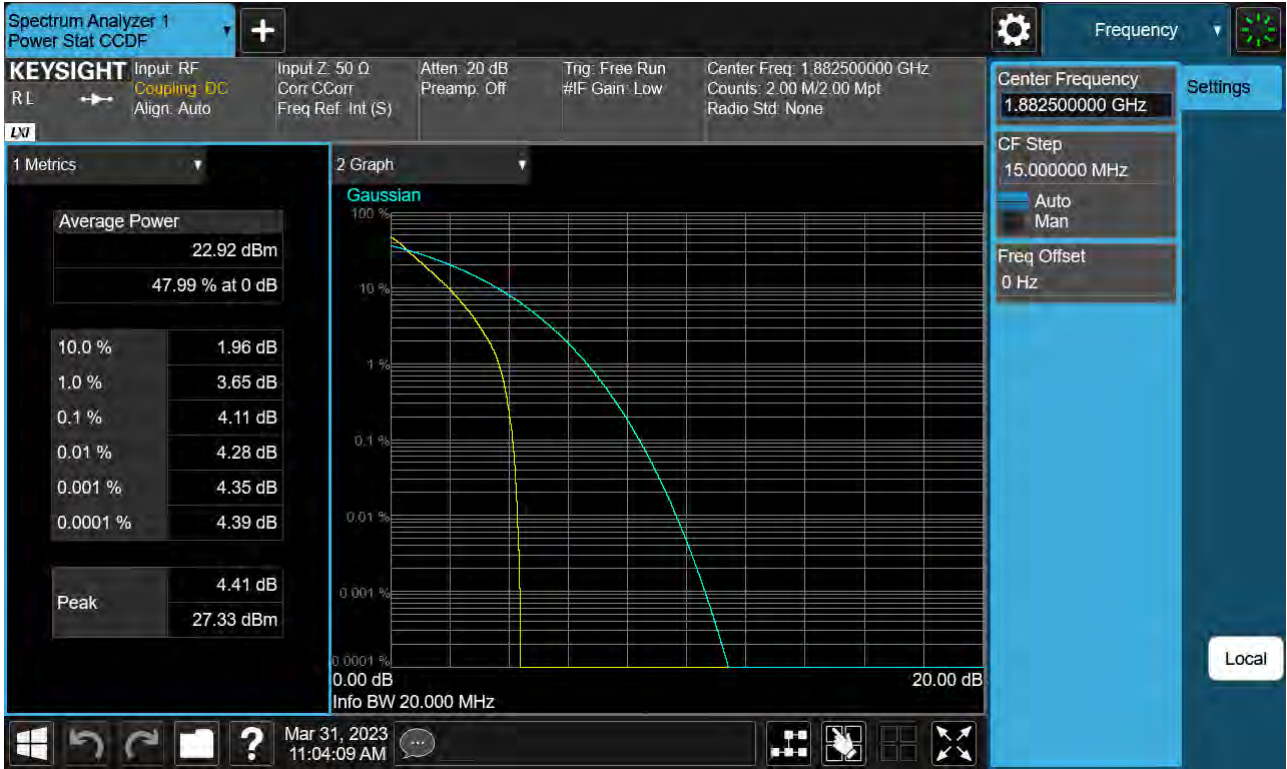 Spectrum Analyzer 1
Power Stat CCDF
+
Frequency
KEYSIGHT
R L
LXI
Input: RF
Coupling: DC
Align: Auto
Input Z: 50 Ω
Corr CCorr
Freq Ref: Int (S)
Atten: 20 dB
Preamp: Off
Trig: Free Run
#IF Gain: Low
Center Freq: 1.882500000 GHz
Counts: 2.00 M/2.00 Mpt
Radio Std: None
1 Metrics
Average Power
22.92 dBm
47.99 % at 0 dB
10.0 % 1.96 dB
1.0 % 3.65 dB
0.1 % 4.11 dB
0.01 % 4.28 dB
0.001 % 4.35 dB
0.0001 % 4.39 dB
Peak 4.41 dB
27.33 dBm
2 Graph
Gaussian
100 %
10 %
1 %
0.1 %
0.01 %
0.001 %
0.0001 %
0.00 dB 20.00 dB
Info BW 20.000 MHz
Center Frequency
1.882500000 GHz
CF Step
15.000000 MHz
Auto
Man
Freq Offset
0 Hz
Settings
Local
?
Mar 31, 2023
11:04:09 AM